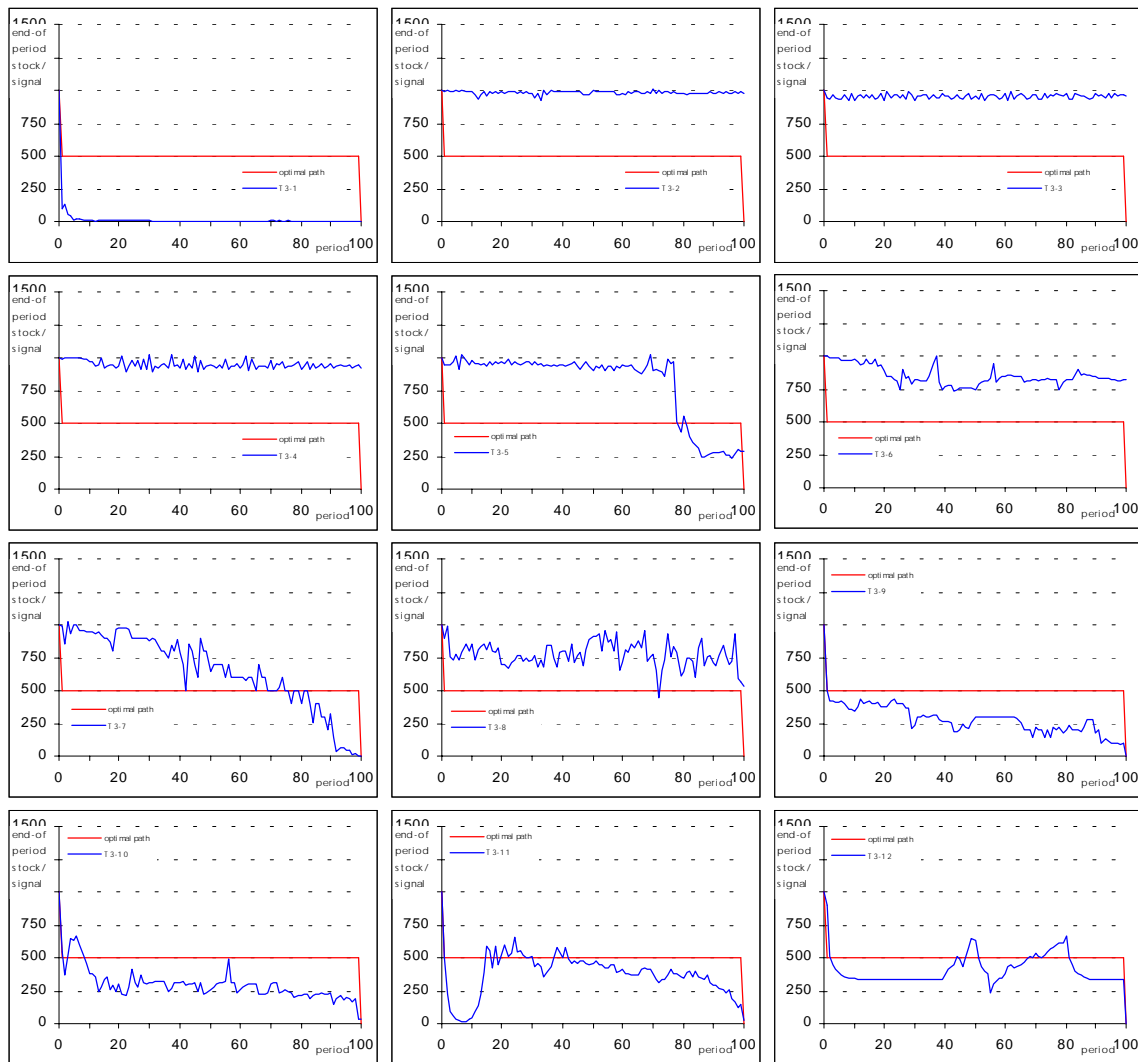 1500
end-of
period
stock/
signal
750
500
250
0
optimal path
T3-1
0 20 40 60 80 100
period
1500
end-of
period
stock/
signal
750
500
250
0
optimal path
T3-2
0 20 40 60 80 100
period
1500
end-of
period
stock/
signal
750
500
250
0
optimal path
T3-3
0 20 40 60 80 100
period
1500
end-of
period
stock/
signal
750
500
250
0
optimal path
T3-4
0 20 40 60 80 100
period
1500
end-of
period
stock/
signal
750
500
250
0
optimal path
T3-5
0 20 40 60 80 100
period
1500
end-of
period
stock/
signal
750
500
250
0
optimal path
T3-6
0 20 40 60 80 100
period
1500
end-of
period
stock/
signal
750
500
250
0
optimal path
T3-7
0 20 40 60 80 100
period
1500
end-of
period
stock/
signal
750
500
250
0
optimal path
T3-8
0 20 40 60 80 100
period
1500
end-of
period
stock/
signal
optimal path
T3-9
750
500
250
0
0 20 40 60 80 100
period
1500
end-of
period
stock/
signal
optimal path
T3-10
750
500
250
0
0 20 40 60 80 100
period
1500
end-of
period
stock/
signal
optimal path
T3-11
750
500
250
0
0 20 40 60 80 100
period
1500
end-of
period
stock/
signal
optimal path
T3-12
750
500
250
0
0 20 40 60 80 100
period